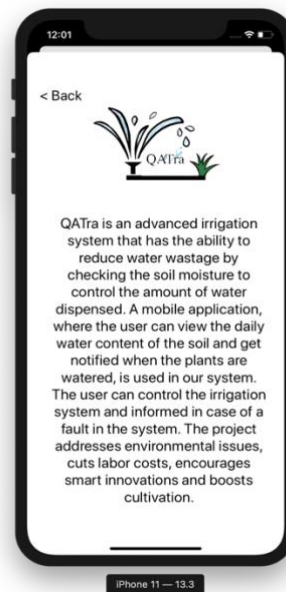 12:01
< Back
QATra
QATra is an advanced irrigation
system that has the ability to
reduce water wastage by
checking the soil moisture to
control the amount of water
dispensed. A mobile application,
where the user can view the daily
water content of the soil and get
notified when the plants are
watered, is used in our system.
The user can control the irrigation
system and informed in case of a
fault in the system. The project
addresses environmental issues,
cuts labor costs, encourages
smart innovations and boosts
cultivation.
iPhone 11 — 13.3